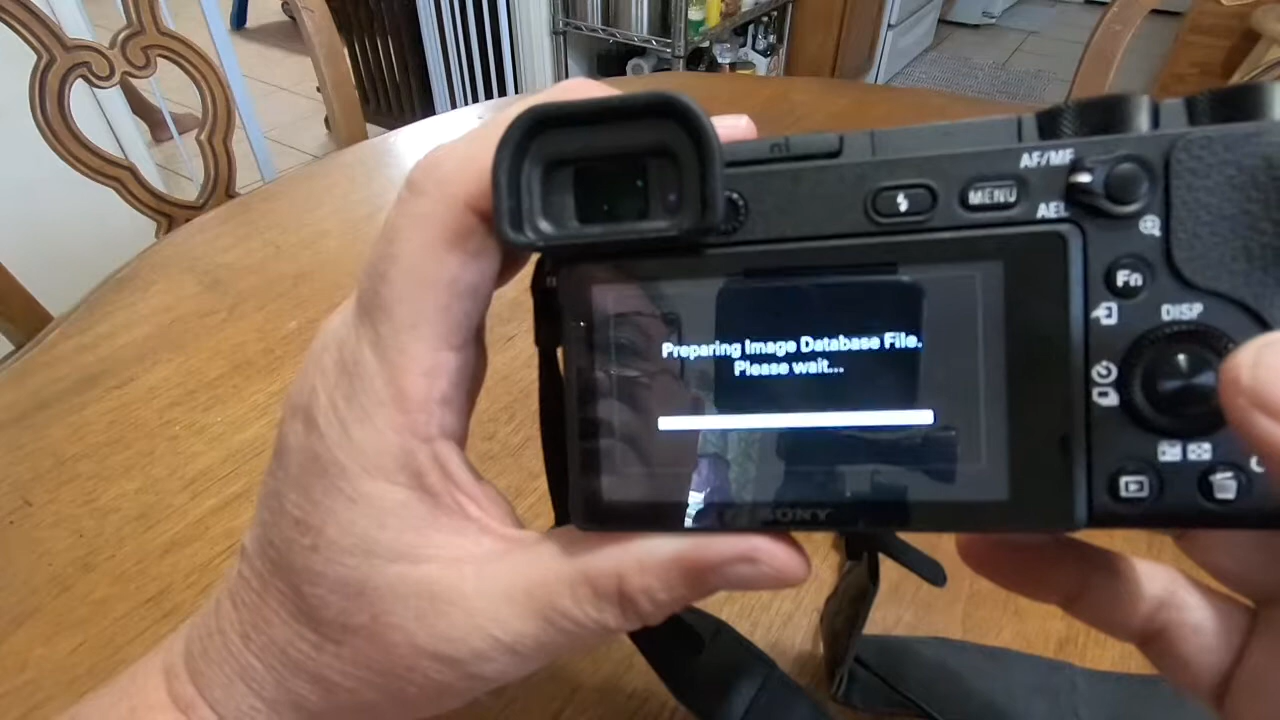 AF/MF
MENU
AEL
Fn
DISP
Preparing Image Database File.
Please wait...
SONY